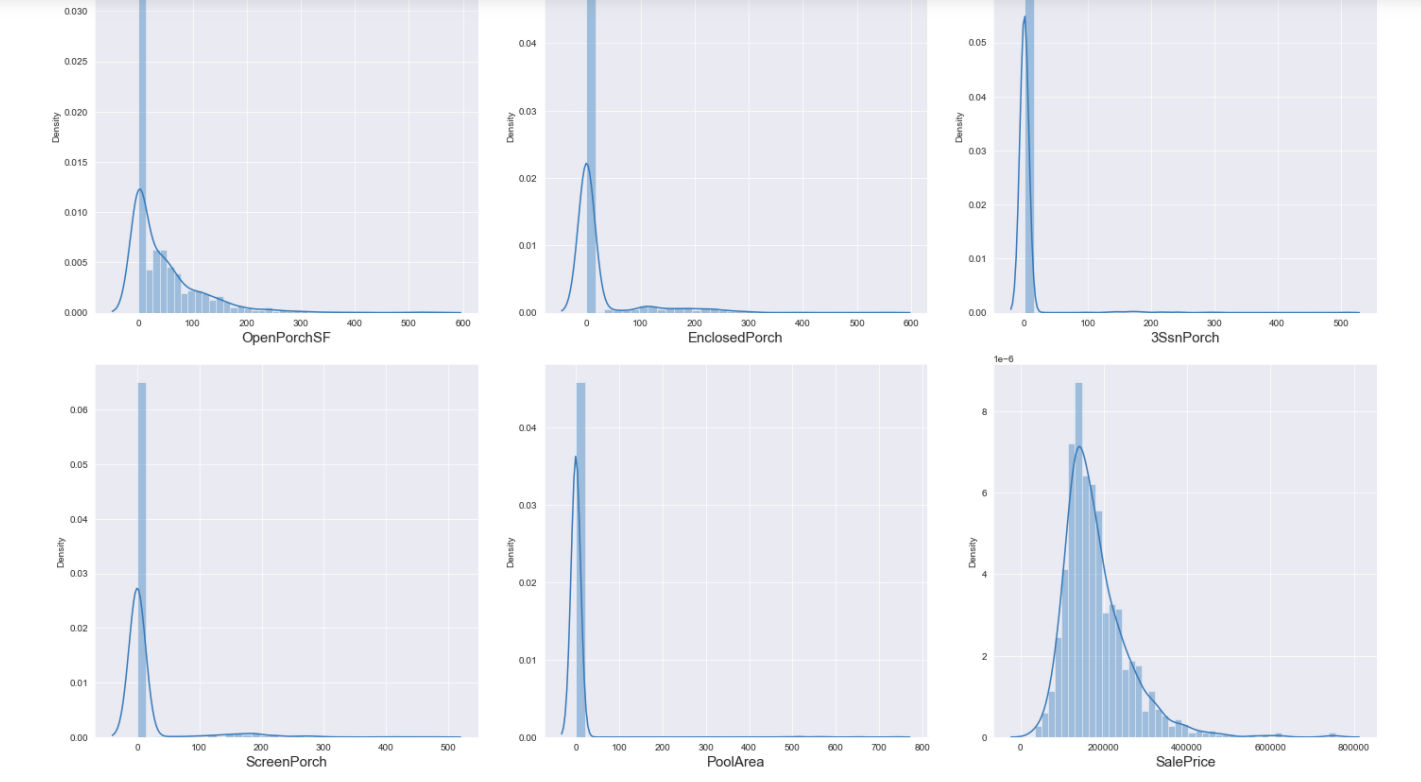 0.030
0.025
0.020
0.015
0.010
0.005
0.000
Density
0 100 200 300 400 500 600
OpenPorchSF
0.04
0.03
0.02
0.01
0.00
Density
0 100 200 300 400 500 600
EnclosedPorch
0.05
0.04
0.03
0.02
0.01
0.00
Density
0 100 200 300 400 500
3SsnPorch
0.06
0.05
0.04
0.03
0.02
0.01
0.00
Density
0 100 200 300 400 500
ScreenPorch
0.04
0.03
0.02
0.01
0.00
Density
0 100 200 300 400 500 600 700 800
PoolArea
1e−6
8
6
4
2
0
Density
0 200000 400000 600000 800000
SalePrice